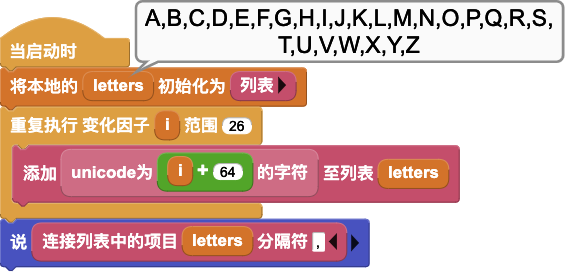 A,B,C,D,E,F,G,H,I,J,K,L,M,N,O,P,Q,R,S,
T,U,V,W,X,Y,Z
当启动时
将本地的 letters 初始化为 列表
重复执行 变化因子 i 范围 26
添加 unicode为 i + 64 的字符 至列表 letters
说 连接列表中的项目 letters 分隔符 ,